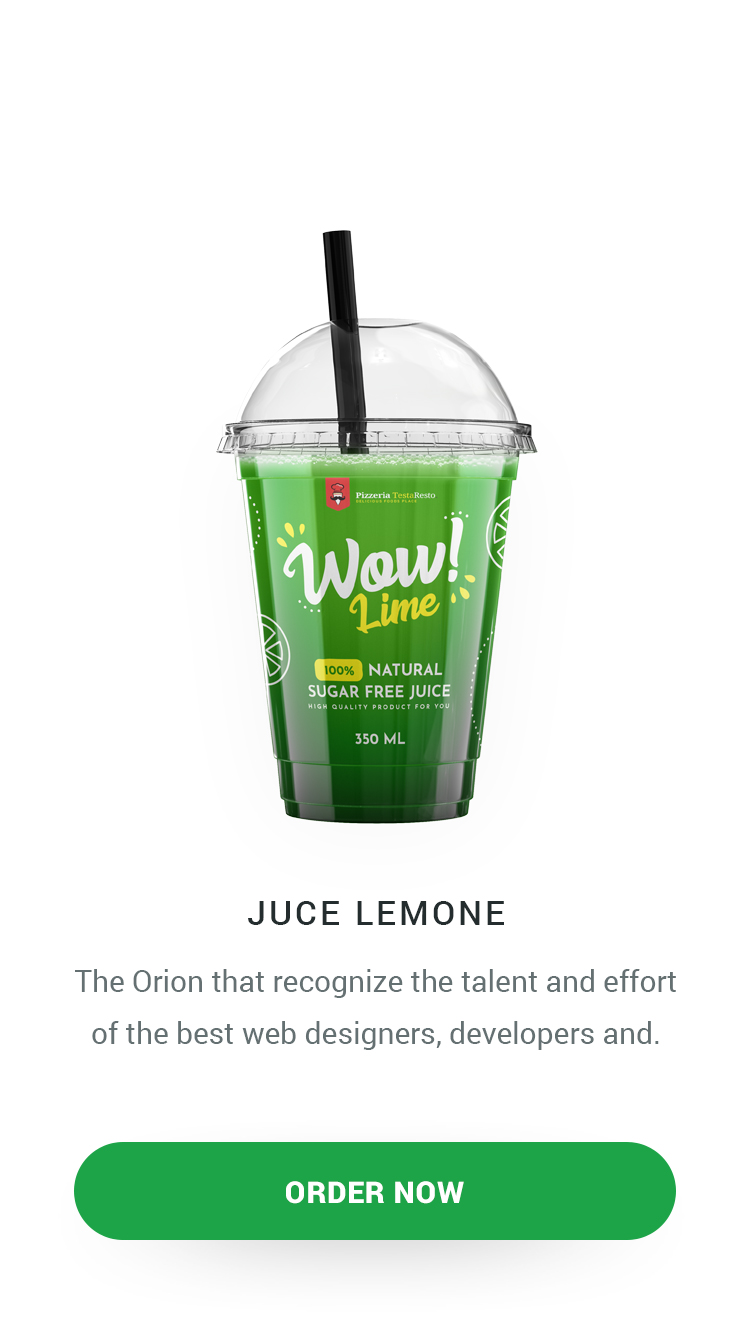 Pizzeria TestaResto
DELICIOUS FOODS PLACE
Wow!
Lime
100% NATURAL
SUGAR FREE JUICE
HIGH QUALITY PRODUCT FOR YOU
350 ML
JUCE LEMONE
The Orion that recognize the talent and effort
of the best web designers, developers and.
ORDER NOW